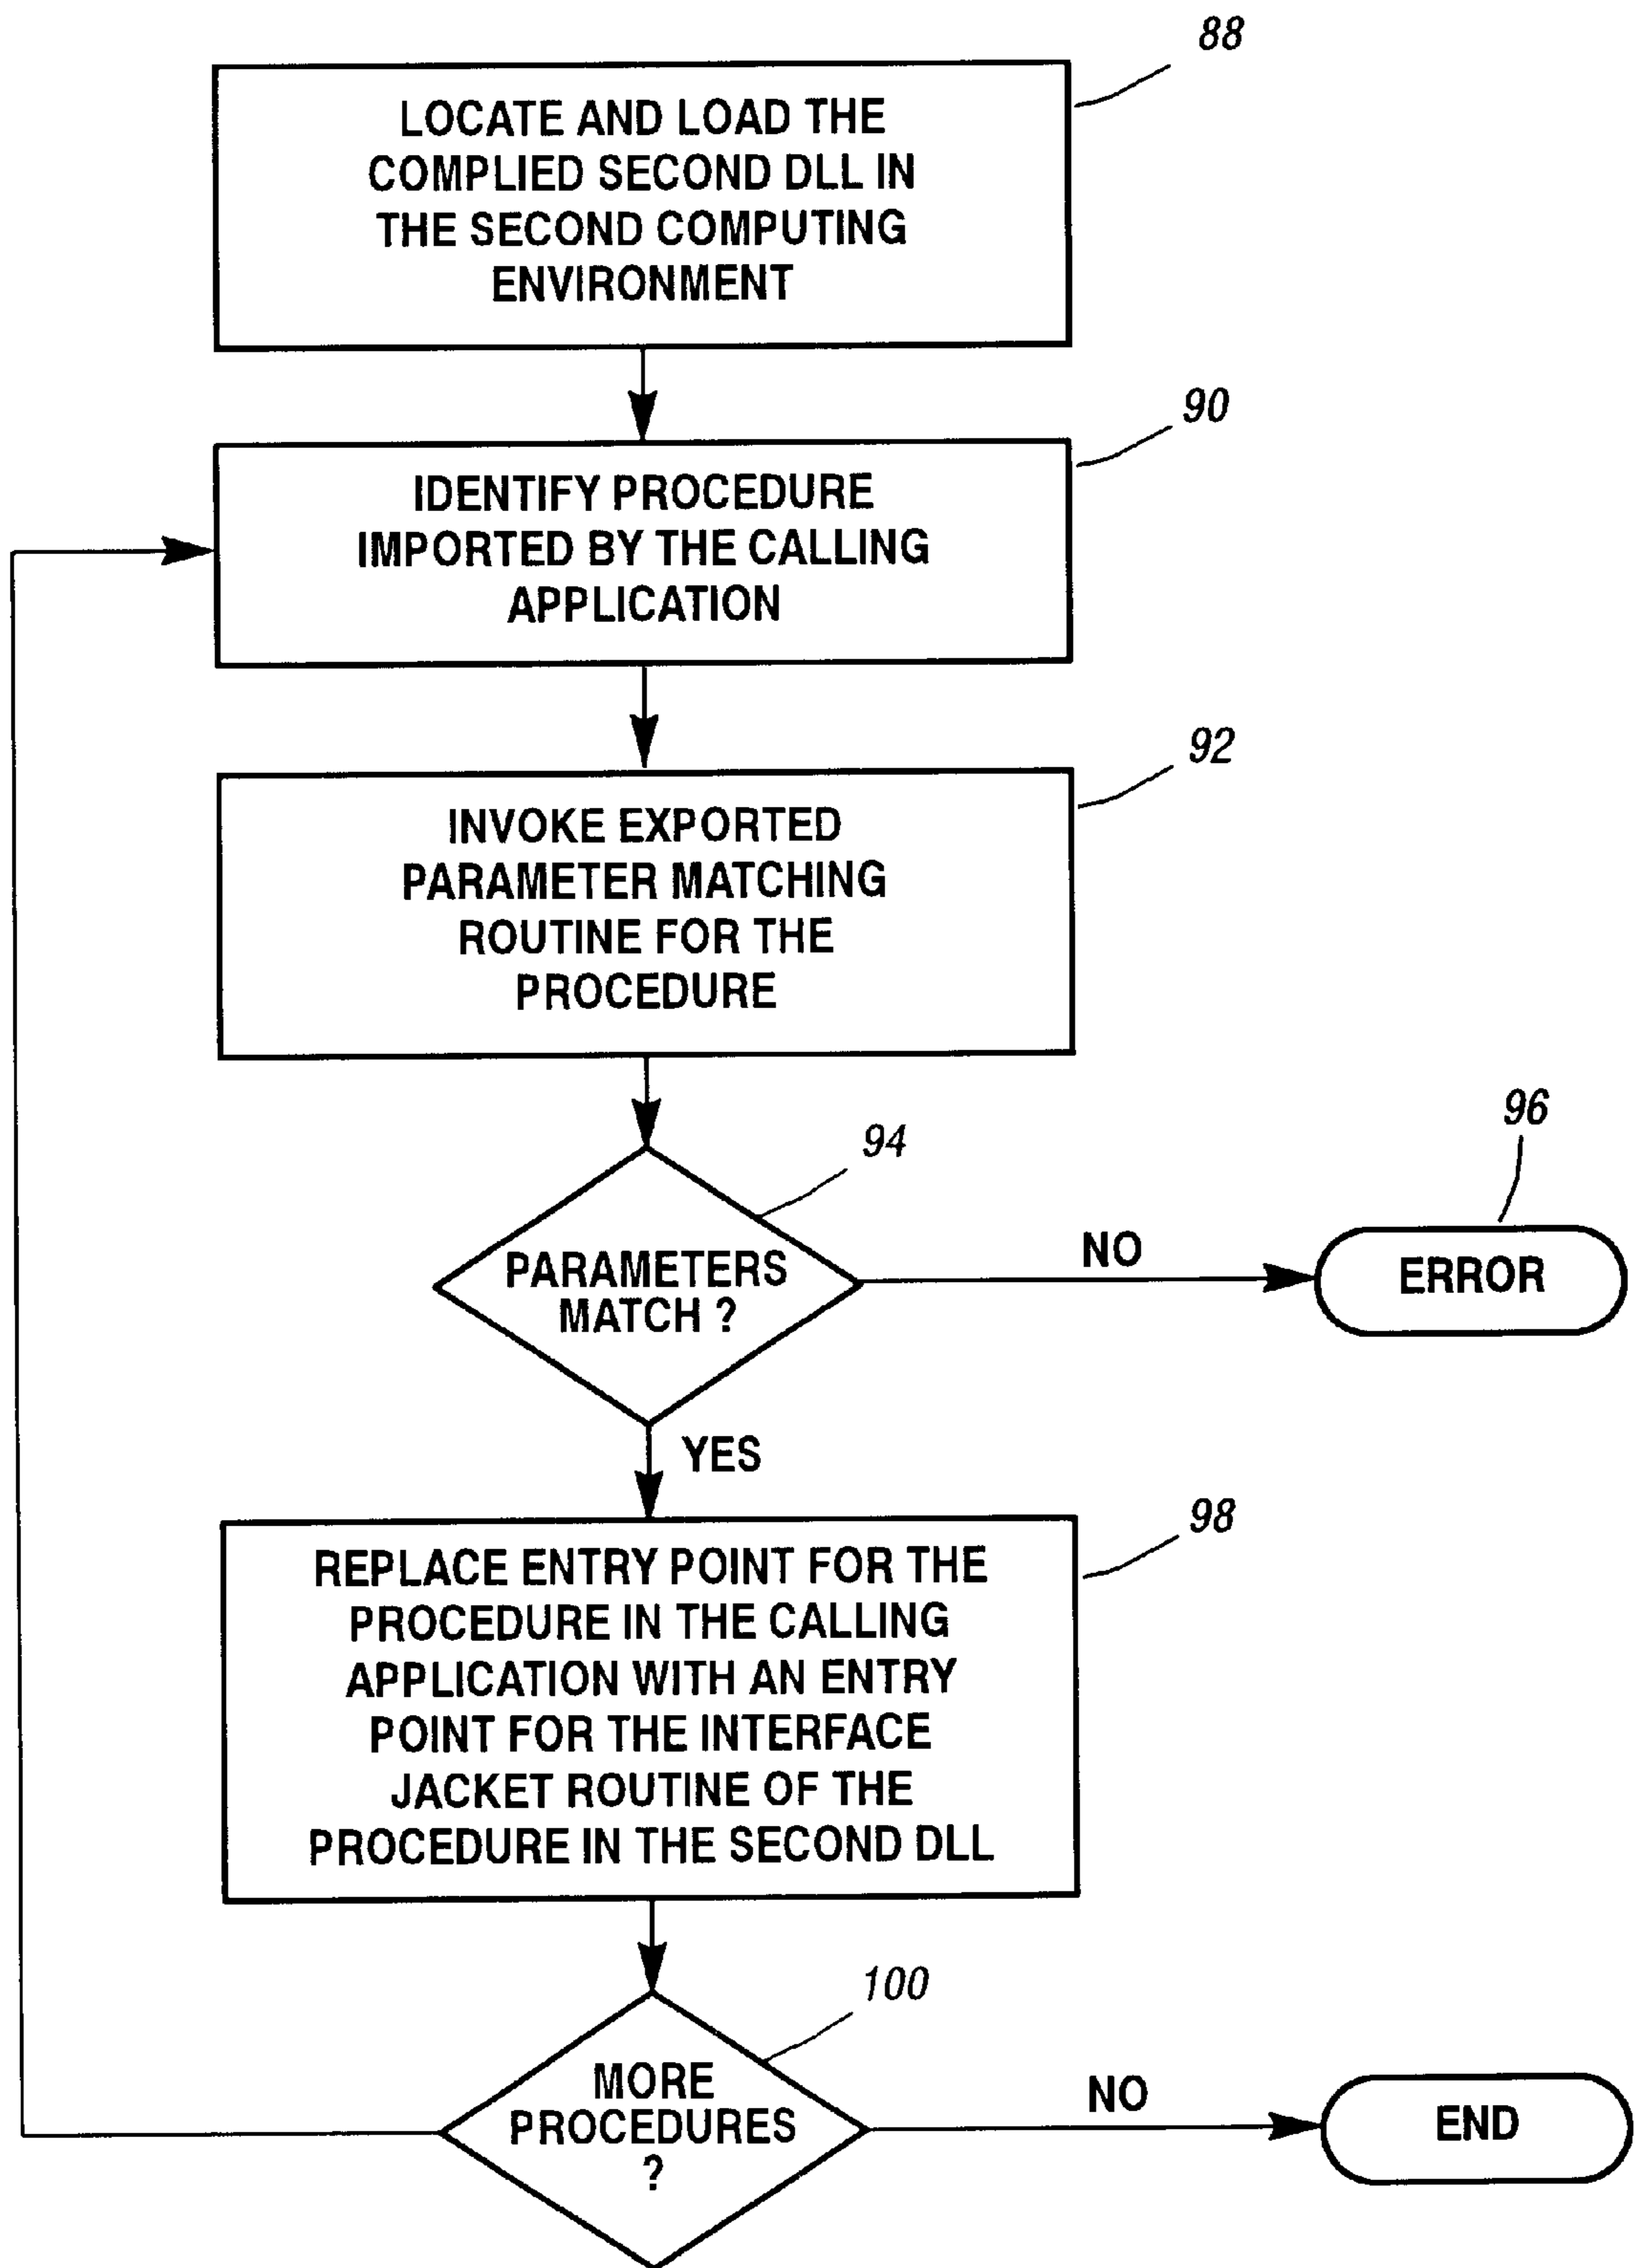 88
LOCATE AND LOAD THE
COMPLIED SECOND DLL IN
THE SECOND COMPUTING
ENVIRONMENT
90
IDENTIFY PROCEDURE
IMPORTED BY THE CALLING
APPLICATION
92
INVOKE EXPORTED
PARAMETER MATCHING
ROUTINE FOR THE
PROCEDURE
94
PARAMETERS
MATCH ?
NO
96
ERROR
YES
98
REPLACE ENTRY POINT FOR THE
PROCEDURE IN THE CALLING
APPLICATION WITH AN ENTRY
POINT FOR THE INTERFACE
JACKET ROUTINE OF THE
PROCEDURE IN THE SECOND DLL
100
MORE
PROCEDURES
?
NO
END